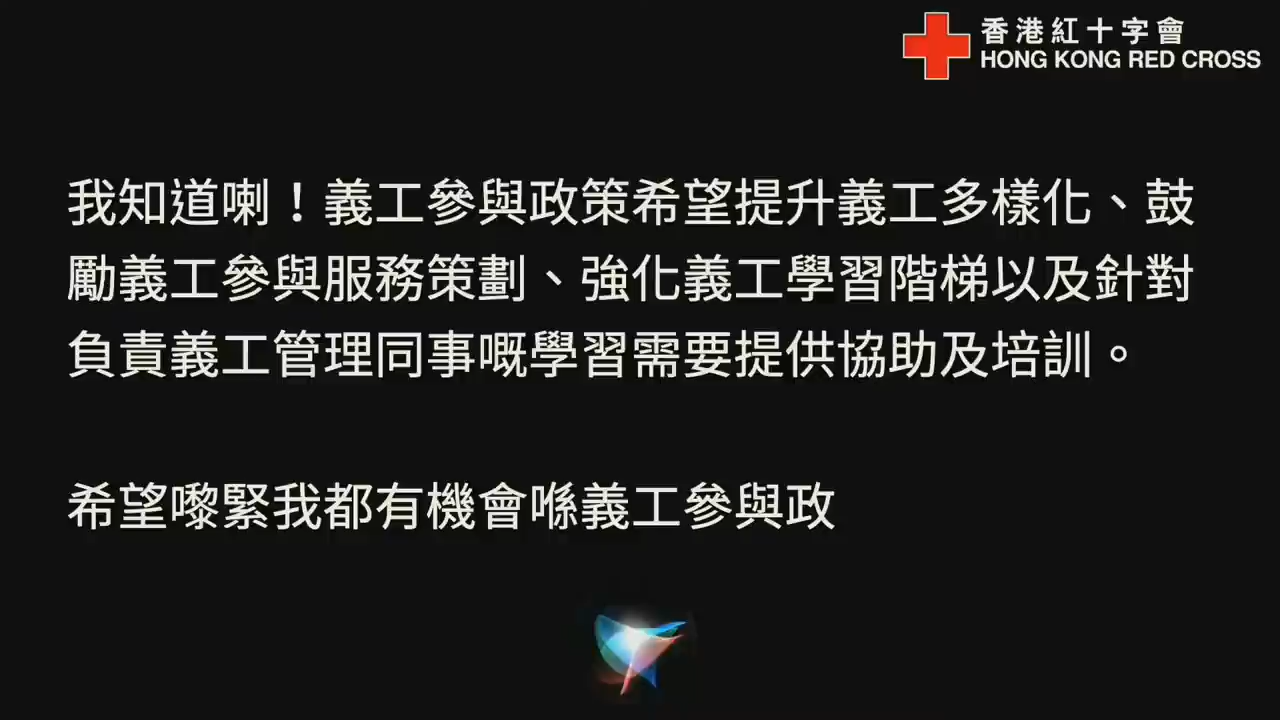 香港紅十字會
HONG KONG RED CROSS
我知道喇！義工參與政策希望提升義工多樣化、鼓
勵義工參與服務策劃、強化義工學習階梯以及針對
負責義工管理同事嘅學習需要提供協助及培訓。
希望嚟緊我都有機會喺義工參與政